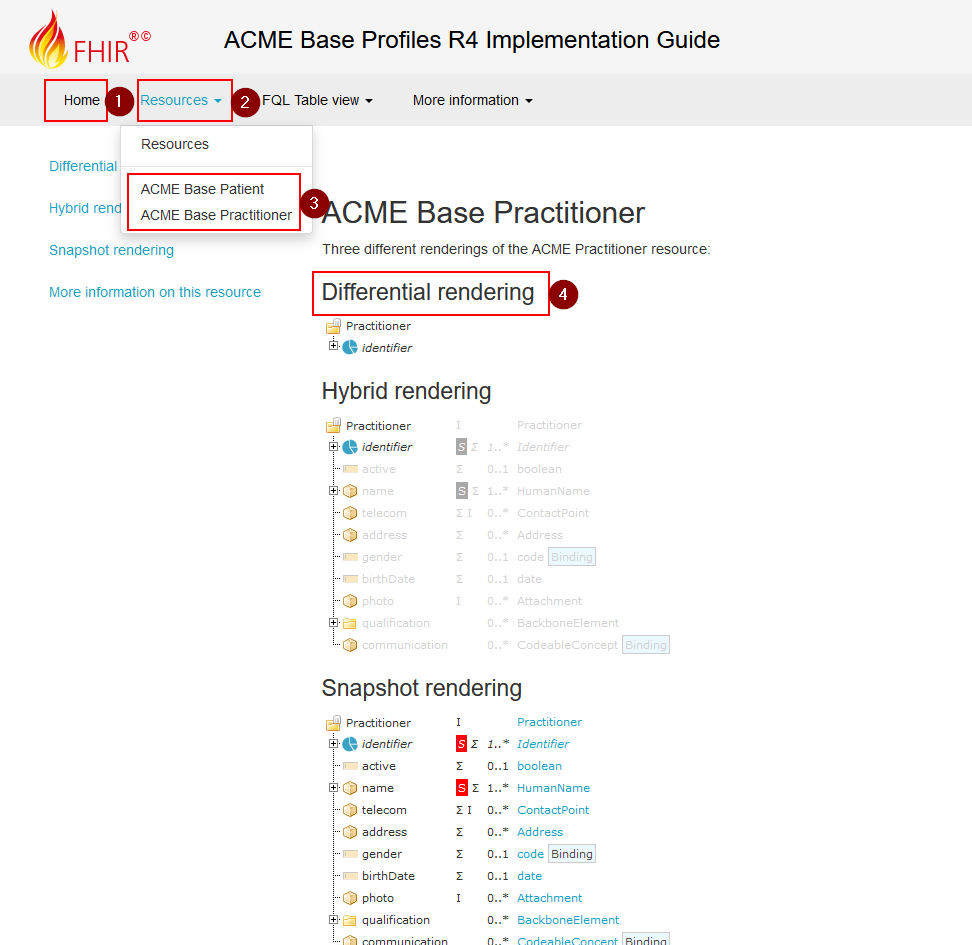 FHIR®©
ACME Base Profiles R4 Implementation Guide
Home 1 Resources 2 FQL Table view More information
Resources
ACME Base Patient
ACME Base Practitioner
3
Differential
Hybrid rend
Snapshot rendering
More information on this resource
ACME Base Practitioner
Three different renderings of the ACME Practitioner resource:
Differential rendering 4
Practitioner
identifier
Hybrid rendering
Practitioner I Practitioner
identifier S Σ 1..* Identifier
active Σ 0..1 boolean
name S Σ 1..* HumanName
telecom Σ I 0..* ContactPoint
address Σ 0..* Address
gender Σ 0..1 code Binding
birthDate Σ 0..1 date
photo I 0..* Attachment
qualification 0..* BackboneElement
communication 0..* CodeableConcept Binding
Snapshot rendering
Practitioner I Practitioner
identifier S Σ 1..* Identifier
active Σ 0..1 boolean
name S Σ 1..* HumanName
telecom Σ I 0..* ContactPoint
address Σ 0..* Address
gender Σ 0..1 code Binding
birthDate Σ 0..1 date
photo I 0..* Attachment
qualification 0..* BackboneElement
communication 0..* CodeableConcept Binding